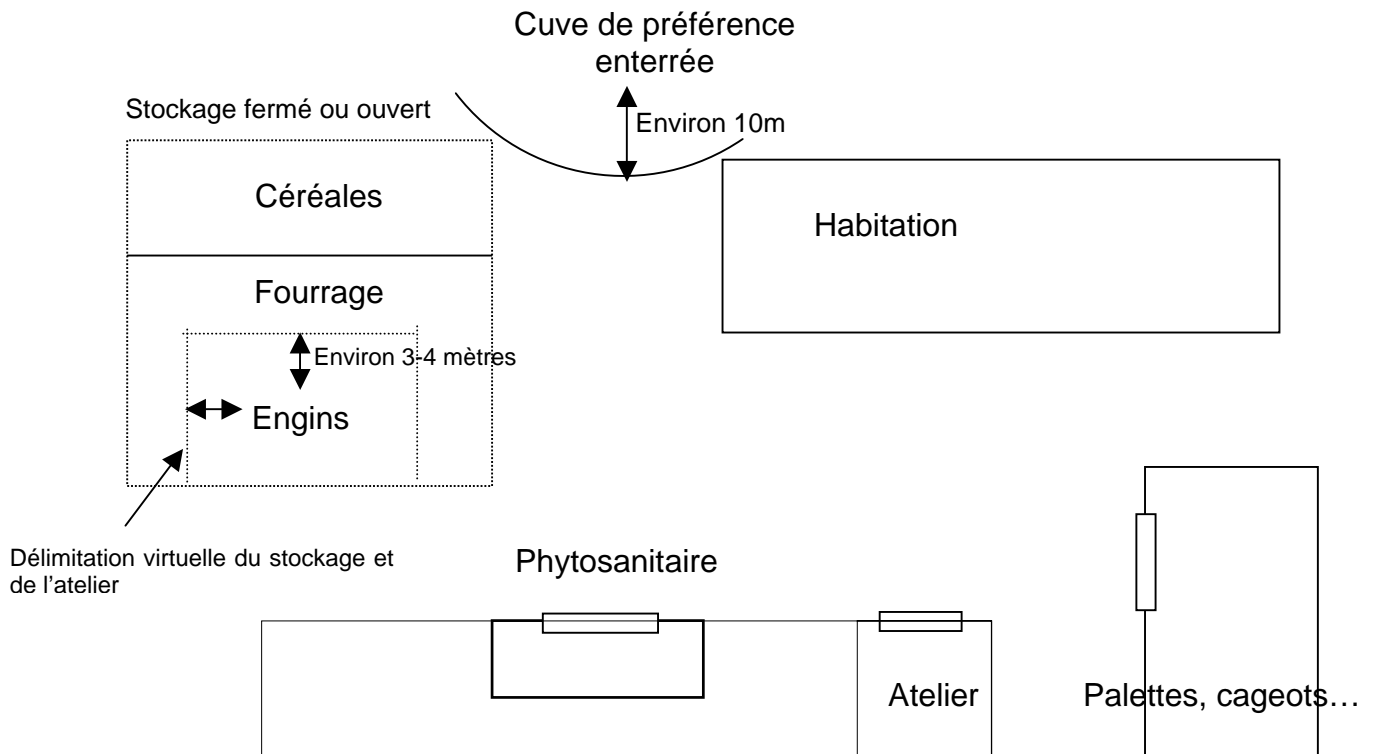 Cuve de préférence
enterrée
Stockage fermé ou ouvert
Environ 10m
Céréales
Habitation
Fourrage
Environ 3-4 mètres
Engins
Délimitation virtuelle du stockage et
de l'atelier
Phytosanitaire
Atelier
Palettes, cageots…